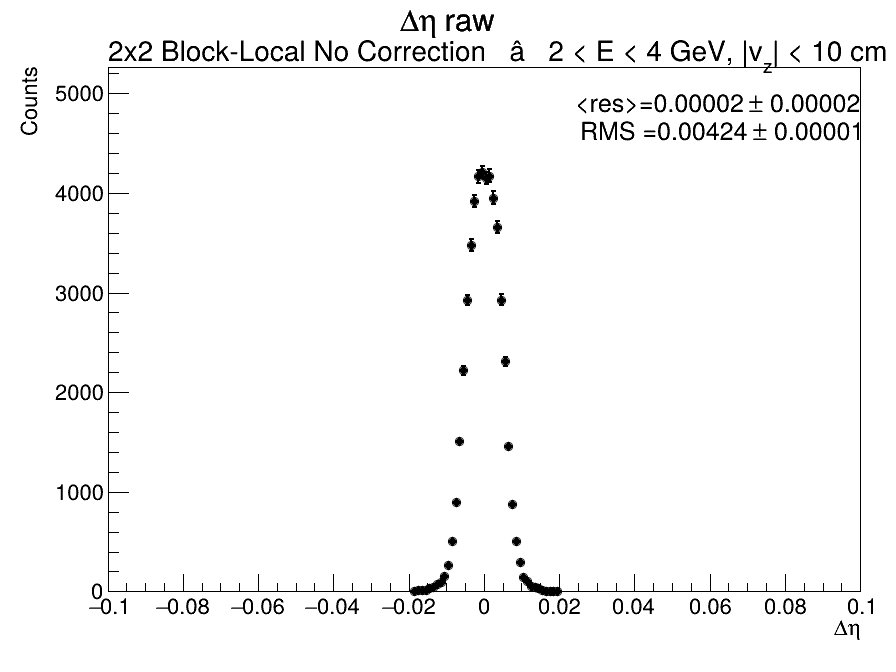 Δη raw
2x2 Block-Local No Correction â 2 < E < 4 GeV, |v_z| < 10 cm
Counts
<res>=0.00002 ± 0.00002
RMS =0.00424 ± 0.00001
5000
4000
3000
2000
1000
0
−0.1 −0.08 −0.06 −0.04 −0.02 0 0.02 0.04 0.06 0.08 0.1
Δη